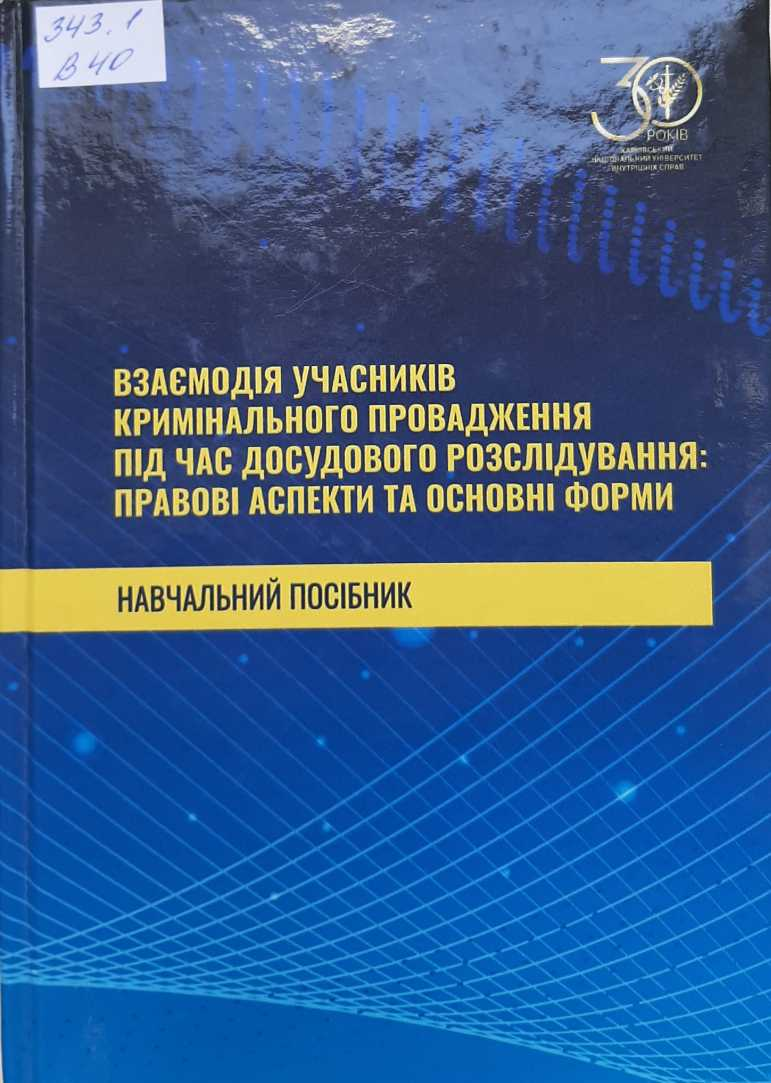 343.1
В 40
30
РОКІВ
ХАРКІВСЬКИЙ
НАЦІОНАЛЬНИЙ УНІВЕРСИТЕТ
ВНУТРІШНІХ СПРАВ
ВЗАЄМОДІЯ УЧАСНИКІВ
КРИМІНАЛЬНОГО ПРОВАДЖЕННЯ
ПІД ЧАС ДОСУДОВОГО РОЗСЛІДУВАННЯ:
ПРАВОВІ АСПЕКТИ ТА ОСНОВНІ ФОРМИ
НАВЧАЛЬНИЙ ПОСІБНИК